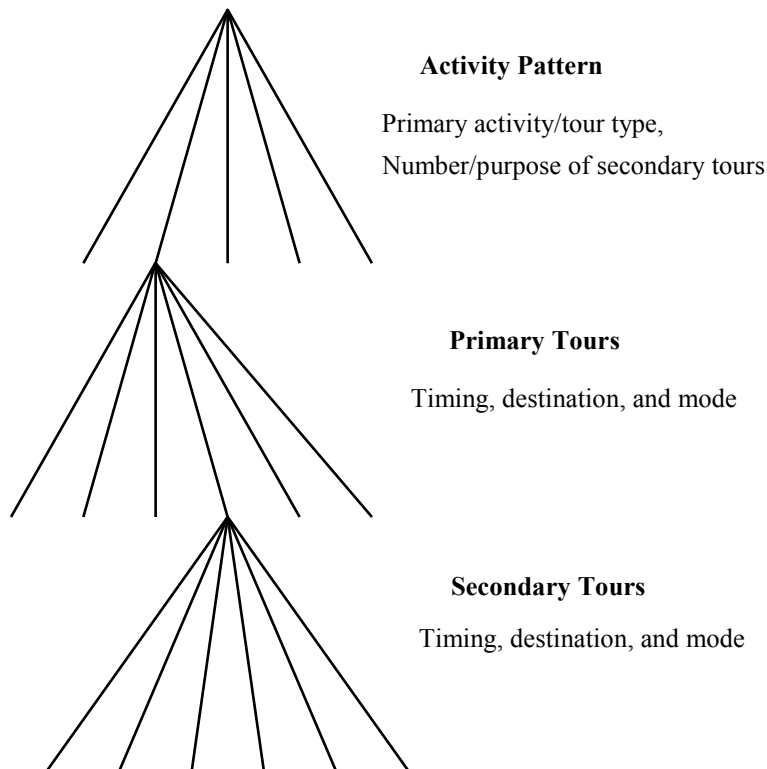 Activity Pattern
Primary activity/tour type,
Number/purpose of secondary tours
Primary Tours
Timing, destination, and mode
Secondary Tours
Timing, destination, and mode